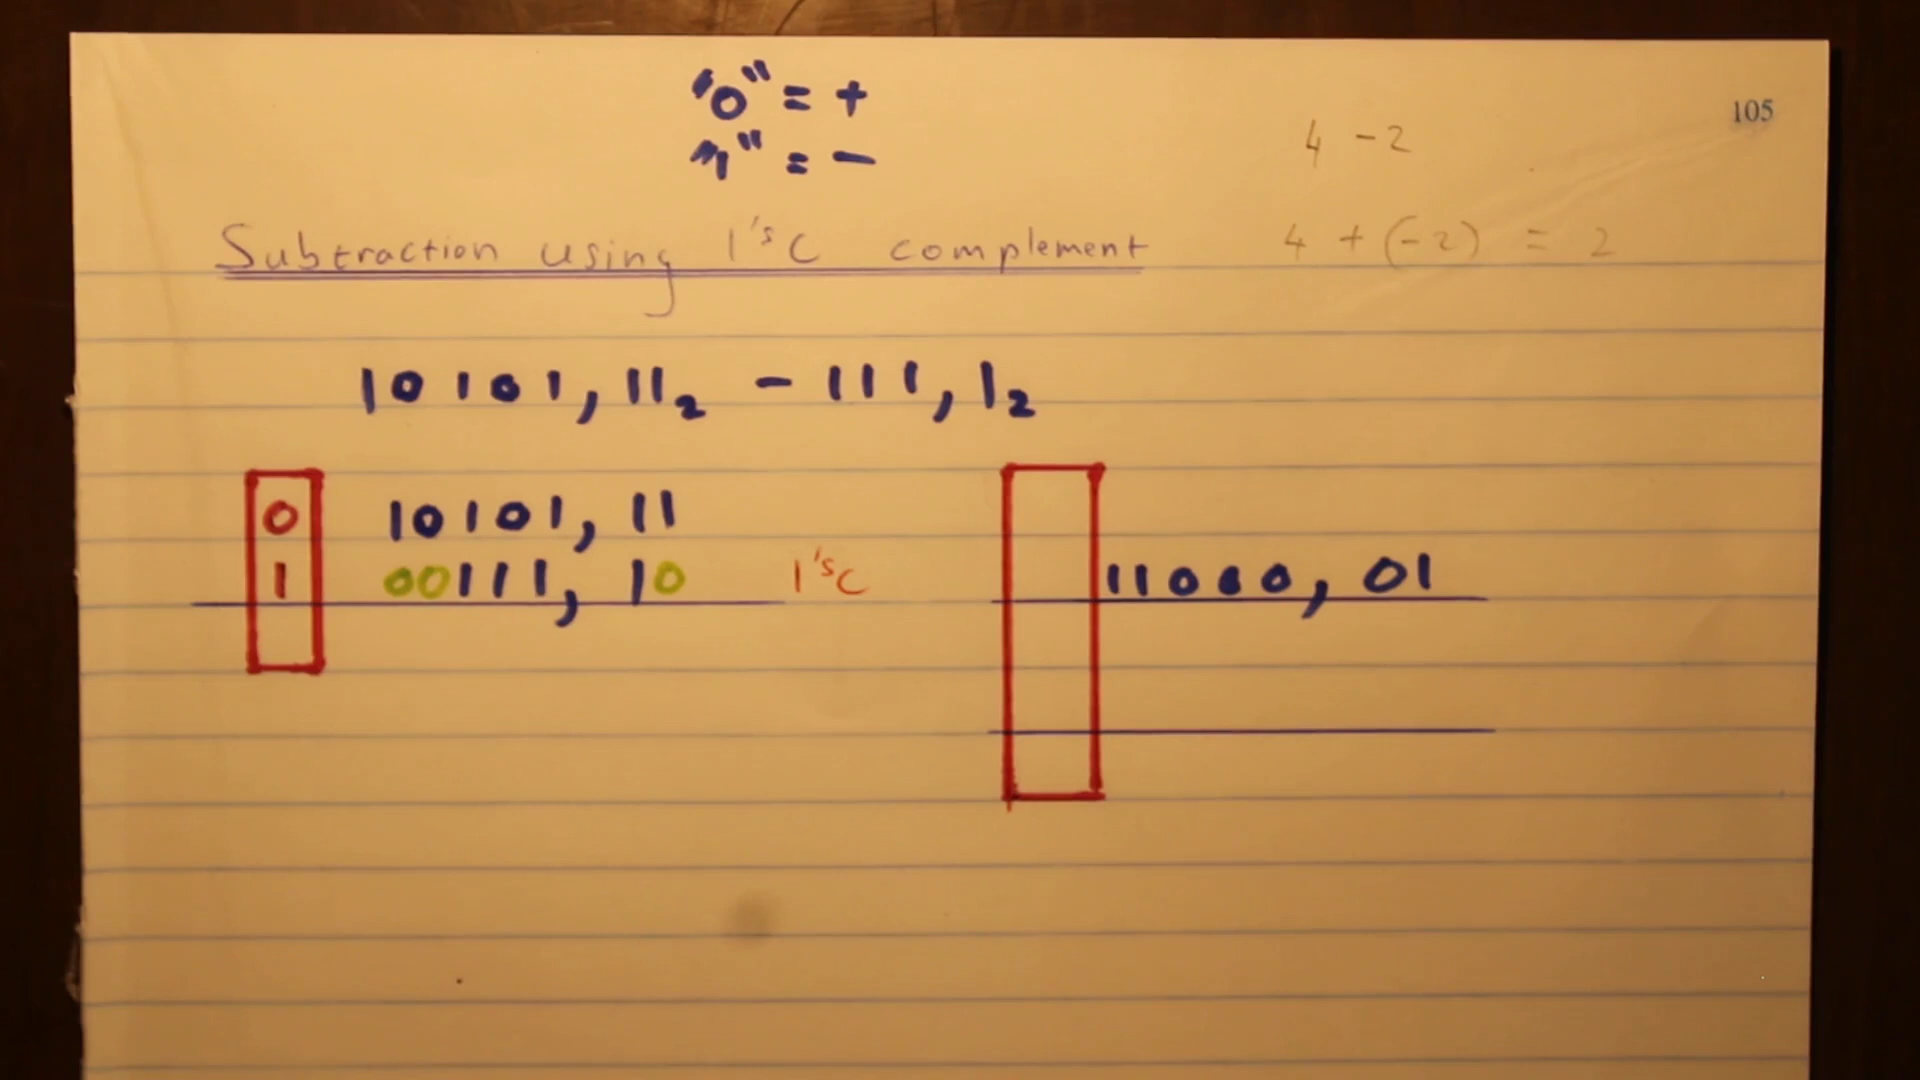 "0" = +
"1" = -
105
4 - 2
Subtraction using 1'sC complement
4 + (-2) = 2
10101,11₂ - 111,1₂
0 10101,11
1 00111,10 1'sC
11000,01